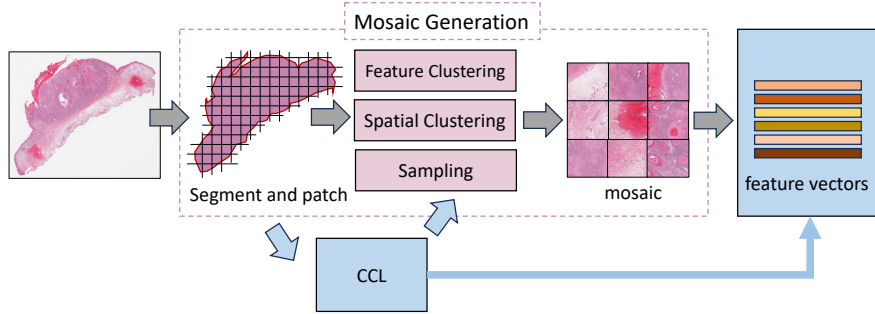 Mosaic Generation
Feature Clustering
Spatial Clustering
Sampling
Segment and patch
mosaic
feature vectors
CCL